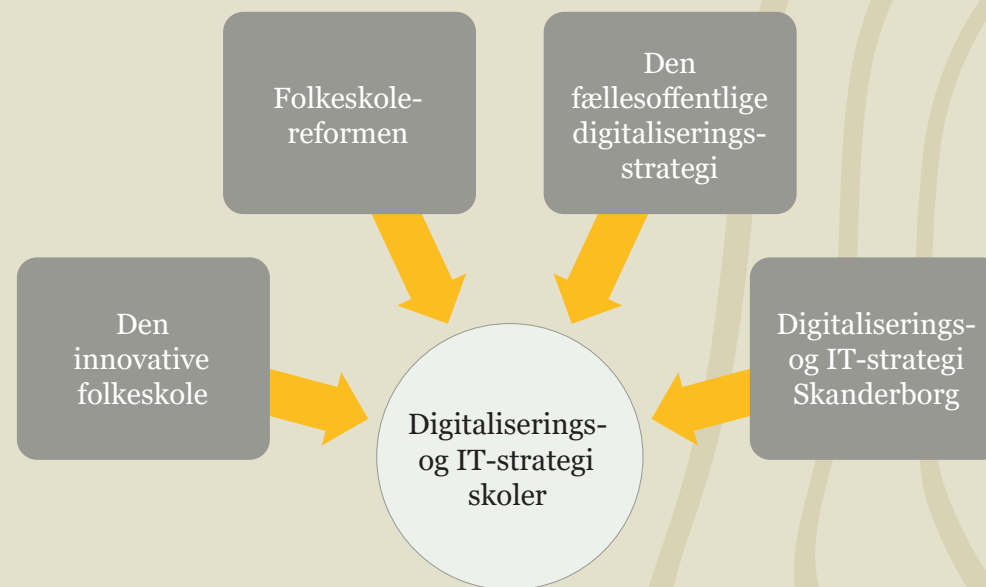 Folkeskole-
reformen
Den
fællesoffentlige
digitaliserings-
strategi
Den
innovative
folkeskole
Digitaliserings-
og IT-strategi
Skanderborg
Digitaliserings-
og IT-strategi
skoler